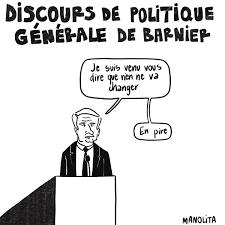 DISCOURS DE POLITIQUE
GÉNÉRALE DE BARNIER
Je suis venu vous
dire que rien ne va
changer
En pire
MANOLITA